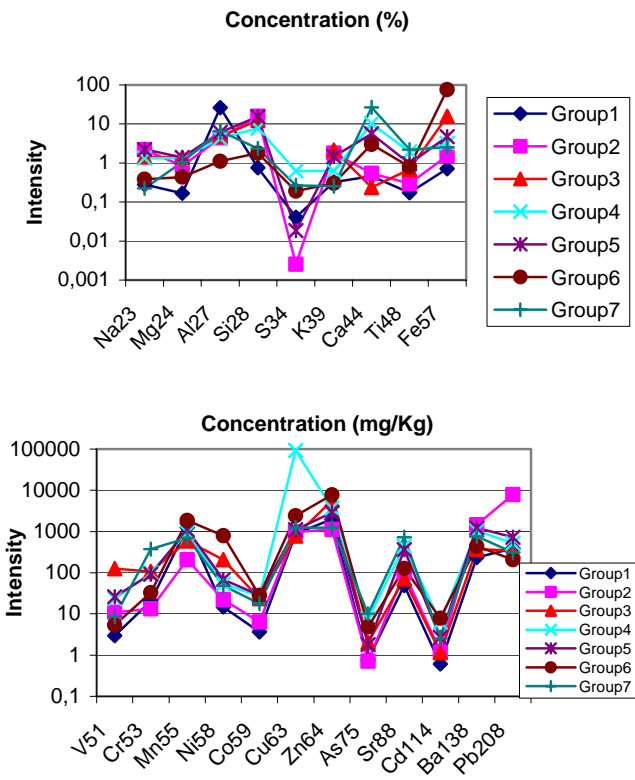 Concentration (%)
100
10
1
0,1
0,01
0,001
Intensity
Na23
Mg24
Al27
Si28
S34
K39
Ca44
Ti48
Fe57
Group1
Group2
Group3
Group4
Group5
Group6
Group7
Concentration (mg/Kg)
100000
10000
1000
100
10
1
0,1
Intensity
V51
Cr53
Mn55
Ni58
Co59
Cu63
Zn64
As75
Sr88
Cd114
Ba138
Pb208
Group1
Group2
Group3
Group4
Group5
Group6
Group7